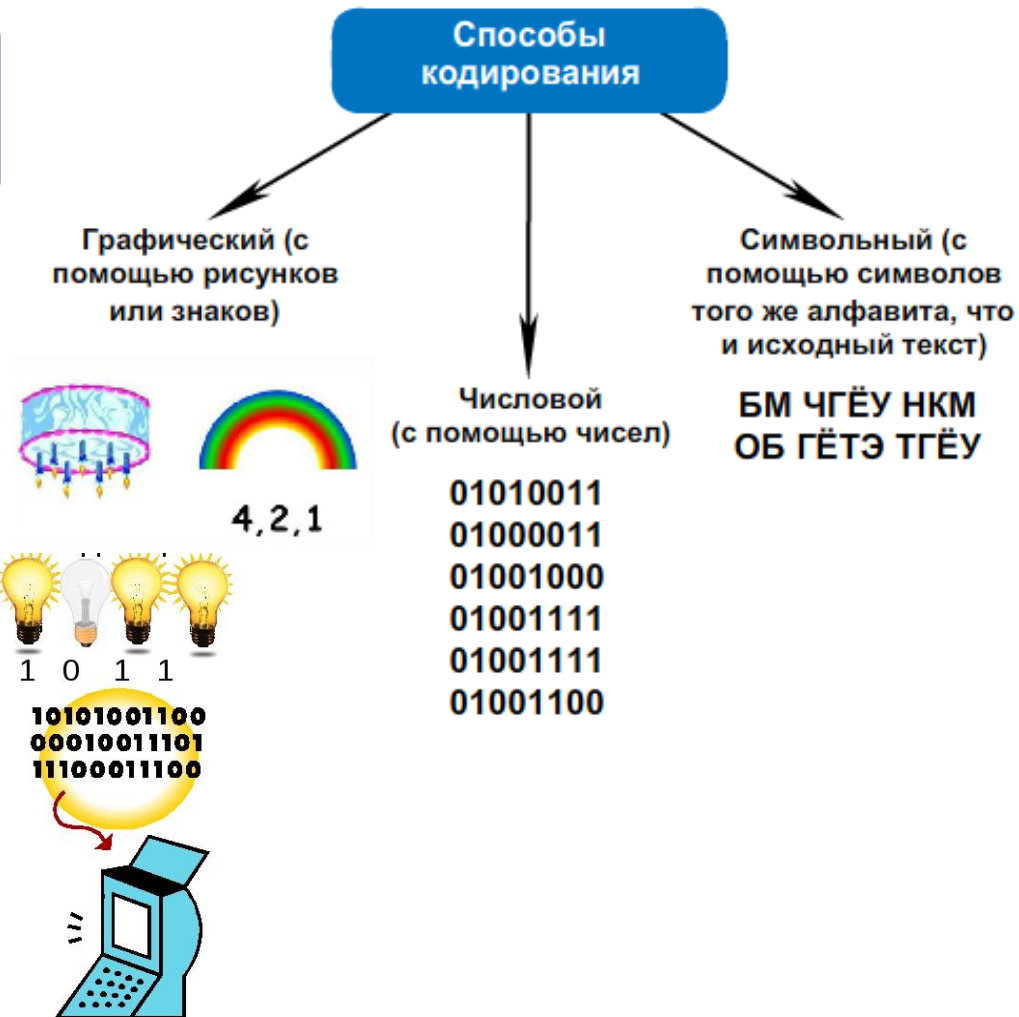 Способы
кодирования
Графический (с
помощью рисунков
или знаков)
4,2,1
1 0 1 1
10101001100
00010011101
11100011100
Числовой
(с помощью чисел)
01010011
01000011
01001000
01001111
01001111
01001100
Символьный (с
помощью символов
того же алфавита, что
и исходный текст)
БМ ЧГЁУ НКМ
ОБ ГЁТЭ ТГЁУ